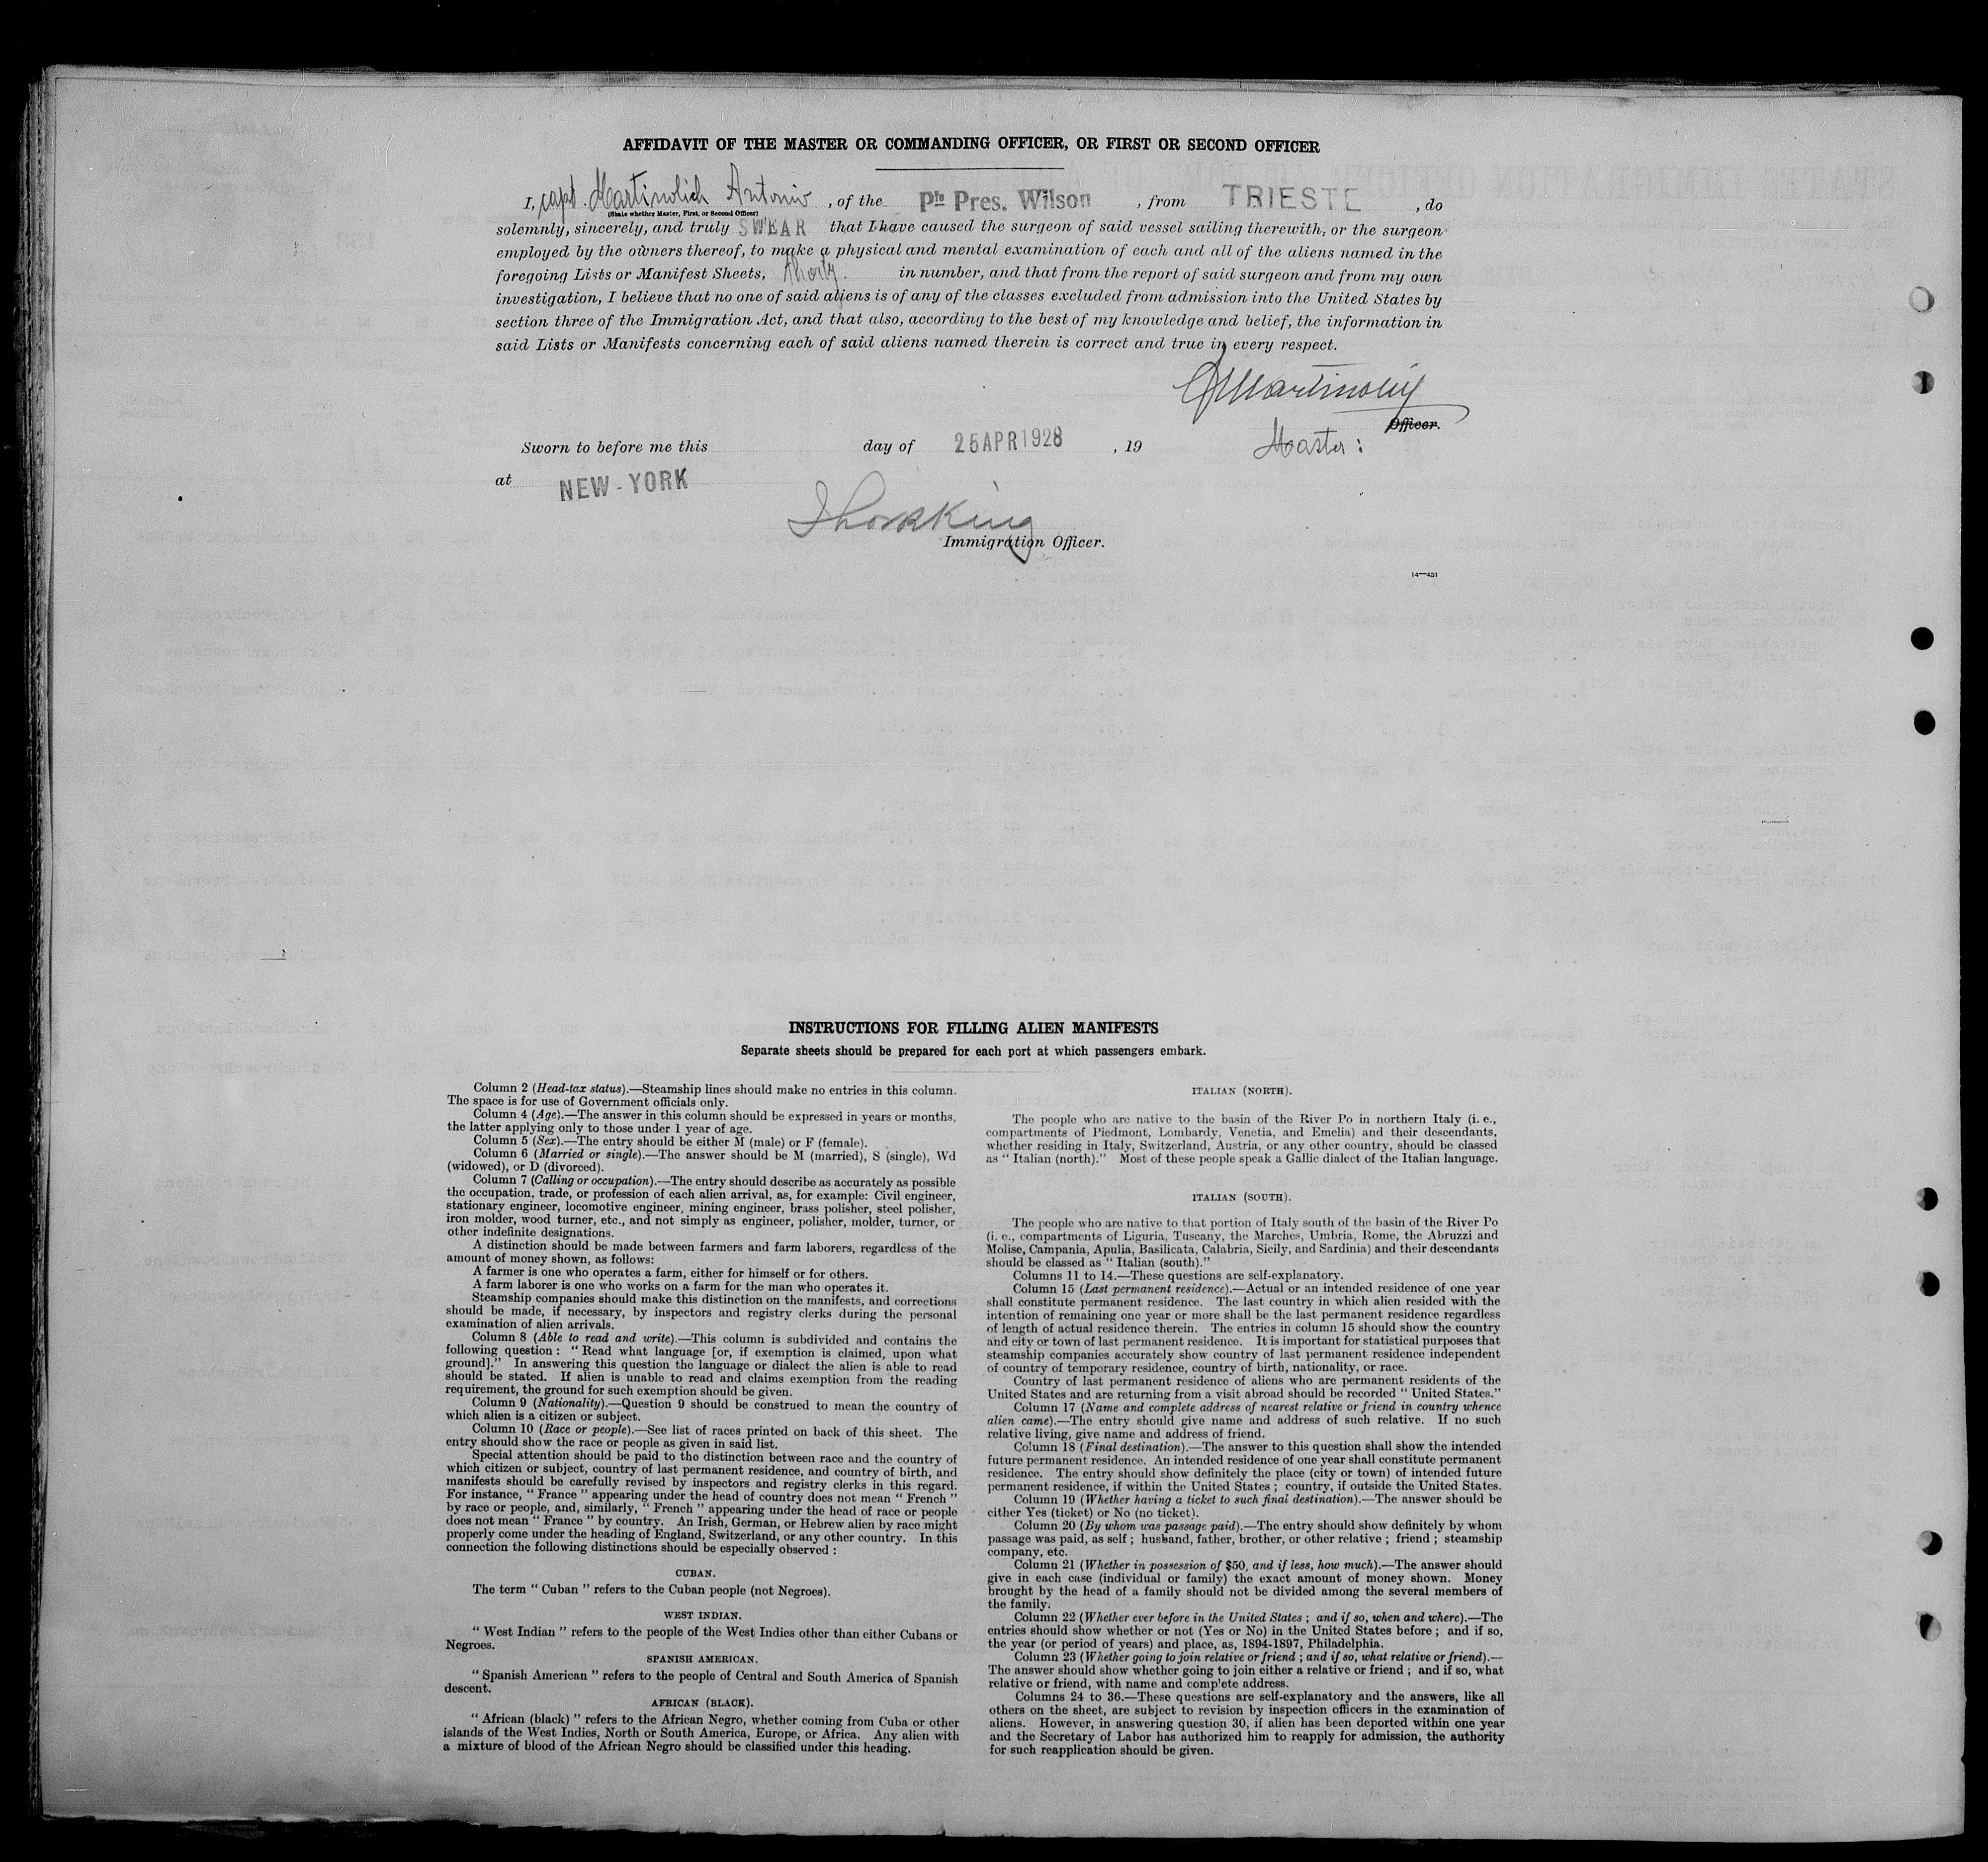 AFFIDAVIT OF THE MASTER OR COMMANDING OFFICER, OR FIRST OR SECOND OFFICER
I, capt. Martinolich Antonio, of the Pte Pres. Wilson, from TRIESTE, do
(State whether Master, First, or Second Officer)
solemnly, sincerely, and truly SWEAR that I have caused the surgeon of said vessel sailing therewith, or the surgeon
employed by the owners thereof, to make a physical and mental examination of each and all of the aliens named in the
foregoing Lists or Manifest Sheets, in number, and that from the report of said surgeon and from my own
investigation, I believe that no one of said aliens is of any of the classes excluded from admission into the United States by
section three of the Immigration Act, and that also, according to the best of my knowledge and belief, the information in
said Lists or Manifests concerning each of said aliens named therein is correct and true in every respect.
Officer.
Sworn to before me this day of 25 APR 1928, 19 Master:
at NEW-YORK
Immigration Officer.
14—431
INSTRUCTIONS FOR FILLING ALIEN MANIFESTS
Separate sheets should be prepared for each port at which passengers embark.
Column 2 (Head-tax status).—Steamship lines should make no entries in this column.
The space is for use of Government officials only.
Column 4 (Age).—The answer in this column should be expressed in years or months,
the latter applying only to those under 1 year of age.
Column 5 (Sex).—The entry should be either M (male) or F (female).
Column 6 (Married or single).—The answer should be M (married), S (single), Wd
(widowed), or D (divorced).
Column 7 (Calling or occupation).—The entry should describe as accurately as possible
the occupation, trade, or profession of each alien arrival, as, for example: Civil engineer,
stationary engineer, locomotive engineer, mining engineer, brass polisher, steel polisher,
iron molder, wood turner, etc., and not simply as engineer, polisher, molder, turner, or
other indefinite designations.
A distinction should be made between farmers and farm laborers, regardless of the
amount of money shown, as follows:
A farmer is one who operates a farm, either for himself or for others.
A farm laborer is one who works on a farm for the man who operates it.
Steamship companies should make this distinction on the manifests, and corrections
should be made, if necessary, by inspectors and registry clerks during the personal
examination of alien arrivals.
Column 8 (Able to read and write).—This column is subdivided and contains the
following question: "Read what language [or, if exemption is claimed, upon what
ground]." In answering this question the language or dialect the alien is able to read
should be stated. If alien is unable to read and claims exemption from the reading
requirement, the ground for such exemption should be given.
Column 9 (Nationality).—Question 9 should be construed to mean the country of
which alien is a citizen or subject.
Column 10 (Race or people).—See list of races printed on back of this sheet. The
entry should show the race or people as given in said list.
Special attention should be paid to the distinction between race and the country of
which citizen or subject, country of last permanent residence, and country of birth, and
manifests should be carefully revised by inspectors and registry clerks in this regard.
For instance, "France" appearing under the head of country does not mean "French"
by race or people, and, similarly, "French" appearing under the head of race or people
does not mean "France" by country. An Irish, German, or Hebrew alien by race might
properly come under the heading of England, Switzerland, or any other country. In this
connection the following distinctions should be especially observed:
CUBAN.
The term "Cuban" refers to the Cuban people (not Negroes).
WEST INDIAN.
"West Indian" refers to the people of the West Indies other than either Cubans or
Negroes.
SPANISH AMERICAN.
"Spanish American" refers to the people of Central and South America of Spanish
descent.
AFRICAN (BLACK).
"African (black)" refers to the African Negro, whether coming from Cuba or other
islands of the West Indies, North or South America, Europe, or Africa. Any alien with
a mixture of blood of the African Negro should be classified under this heading.
ITALIAN (NORTH).
The people who are native to the basin of the River Po in northern Italy (i. e.,
compartments of Piedmont, Lombardy, Venetia, and Emelia) and their descendants,
whether residing in Italy, Switzerland, Austria, or any other country, should be classed
as "Italian (north)." Most of these people speak a Gallic dialect of the Italian language.
ITALIAN (SOUTH).
The people who are native to that portion of Italy south of the basin of the River Po
(i. e., compartments of Liguria, Tuscany, the Marches, Umbria, Rome, the Abruzzi and
Molise, Campania, Apulia, Basilicata, Calabria, Sicily, and Sardinia) and their descendants
should be classed as "Italian (south)."
Columns 11 to 14.—These questions are self-explanatory.
Column 15 (Last permanent residence).—Actual or an intended residence of one year
shall constitute permanent residence. The last country in which alien resided with the
intention of remaining one year or more shall be the last permanent residence regardless
of length of actual residence therein. The entries in column 15 should show the country
and city or town of last permanent residence. It is important for statistical purposes that
steamship companies accurately show country of last permanent residence independent
of country of temporary residence, country of birth, nationality, or race.
Country of last permanent residence of aliens who are permanent residents of the
United States and are returning from a visit abroad should be recorded "United States."
Column 17 (Name and complete address of nearest relative or friend in country whence
alien came).—The entry should give name and address of such relative. If no such
relative living, give name and address of friend.
Column 18 (Final destination).—The answer to this question shall show the intended
future permanent residence. An intended residence of one year shall constitute permanent
residence. The entry should show definitely the place (city or town) of intended future
permanent residence, if within the United States; country, if outside the United States.
Column 19 (Whether having a ticket to such final destination).—The answer should be
either Yes (ticket) or No (no ticket).
Column 20 (By whom was passage paid).—The entry should show definitely by whom
passage was paid, as self; husband, father, brother, or other relative; friend; steamship
company, etc.
Column 21 (Whether in possession of $50, and if less, how much).—The answer should
give in each case (individual or family) the exact amount of money shown. Money
brought by the head of a family should not be divided among the several members of
the family.
Column 22 (Whether ever before in the United States; and if so, when and where).—The
entries should show whether or not (Yes or No) in the United States before; and if so,
the year (or period of years) and place, as, 1894-1897, Philadelphia.
Column 23 (Whether going to join relative or friend; and if so, what relative or friend).—
The answer should show whether going to join either a relative or friend; and if so, what
relative or friend, with name and complete address.
Columns 24 to 36.—These questions are self-explanatory and the answers, like all
others on the sheet, are subject to revision by inspection officers in the examination of
aliens. However, in answering question 30, if alien has been deported within one year
and the Secretary of Labor has authorized him to reapply for admission, the authority
for such reapplication should be given.